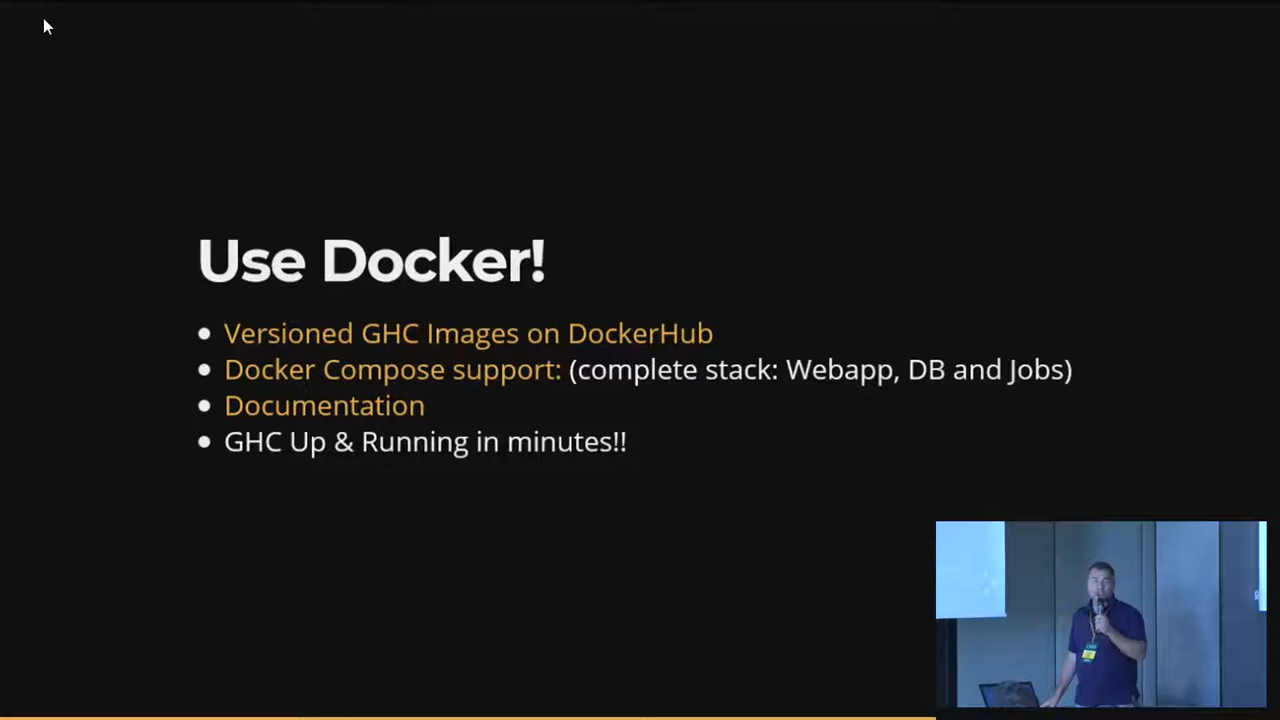 Use Docker!
Versioned GHC Images on DockerHub
Docker Compose support: (complete stack: Webapp, DB and Jobs)
Documentation
GHC Up & Running in minutes!!